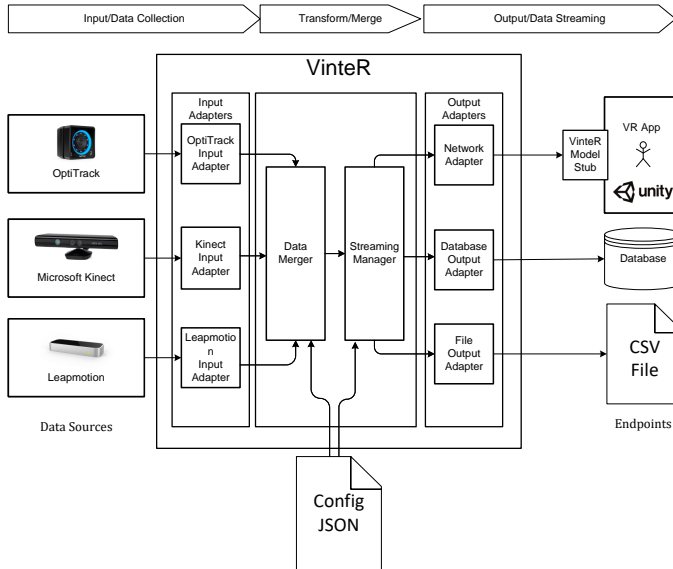 Input/Data Collection
Transform/Merge
Output/Data Streaming
VinteR
Input
Adapters
Output
Adapters
OptiTrack
OptiTrack
Input
Adapter
Network
Adapter
VinteR
Model
Stub
VR App
unity
Microsoft Kinect
Kinect
Input
Adapter
Data
Merger
Streaming
Manager
Database
Output
Adapter
Database
Leapmotion
Leapmotio
n
Input
Adapter
File
Output
Adapter
CSV
File
Data Sources
Endpoints
Config
JSON